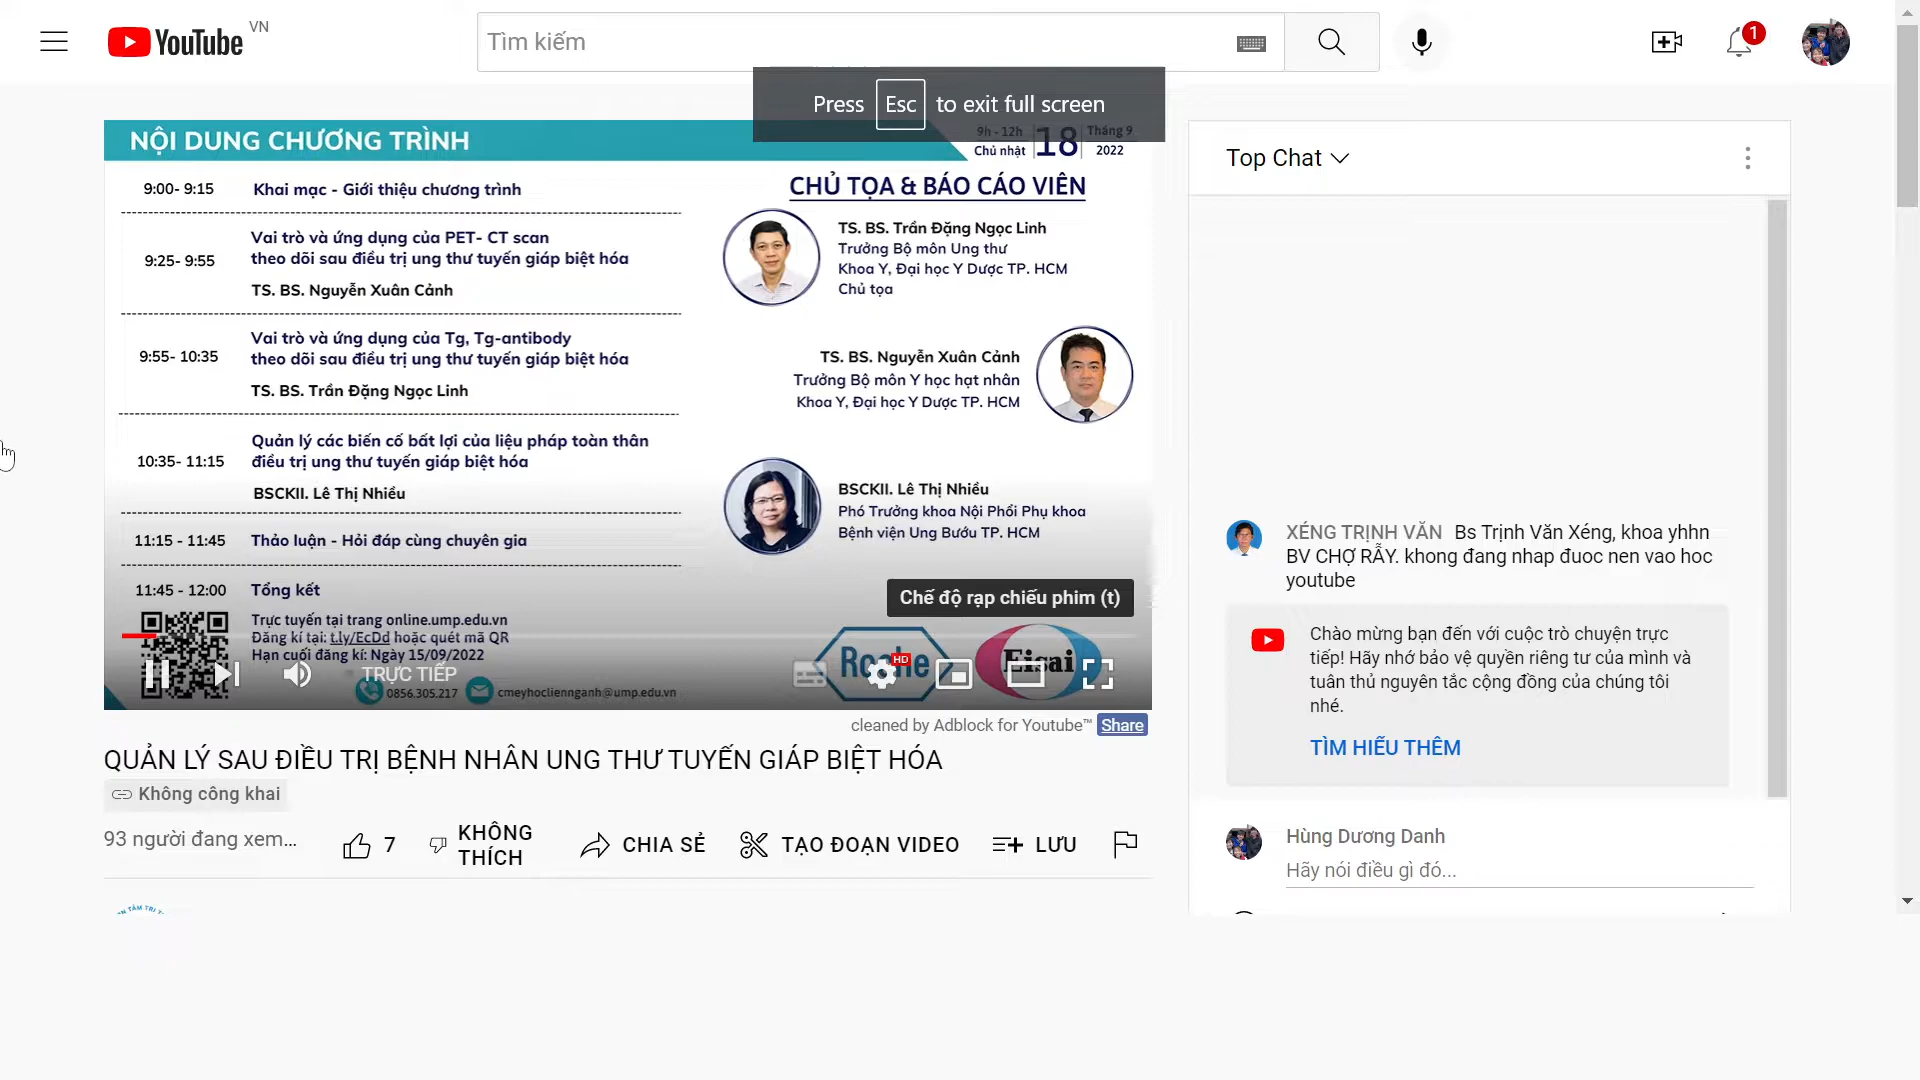 YouTube VN
Tìm kiếm
1
Press Esc to exit full screen
NỘI DUNG CHƯƠNG TRÌNH
9h - 12h
Chủ nhật
18
Tháng 9
2022
9:00- 9:15 Khai mạc - Giới thiệu chương trình
9:25- 9:55
Vai trò và ứng dụng của PET- CT scan
theo dõi sau điều trị ung thư tuyến giáp biệt hóa
TS. BS. Nguyễn Xuân Cảnh
9:55- 10:35
Vai trò và ứng dụng của Tg, Tg-antibody
theo dõi sau điều trị ung thư tuyến giáp biệt hóa
TS. BS. Trần Đặng Ngọc Linh
10:35- 11:15
Quản lý các biến cố bất lợi của liệu pháp toàn thân
điều trị ung thư tuyến giáp biệt hóa
BSCKII. Lê Thị Nhiều
11:15 - 11:45 Thảo luận - Hỏi đáp cùng chuyên gia
11:45 - 12:00 Tổng kết
Trực tuyến tại trang online.ump.edu.vn
Đăng kí tại: t.ly/EcDd hoặc quét mã QR
Hạn cuối đăng kí: Ngày 15/09/2022
0856.305.217 cmeyhocliennganh@ump.edu.vn
CHỦ TỌA & BÁO CÁO VIÊN
TS. BS. Trần Đặng Ngọc Linh
Trưởng Bộ môn Ung thư
Khoa Y, Đại học Y Dược TP. HCM
Chủ tọa
TS. BS. Nguyễn Xuân Cảnh
Trưởng Bộ môn Y học hạt nhân
Khoa Y, Đại học Y Dược TP. HCM
BSCKII. Lê Thị Nhiều
Phó Trưởng khoa Nội Phổi Phụ khoa
Bệnh viện Ung Bướu TP. HCM
Chế độ rạp chiếu phim (t)
Roche
Eisai
TRỰC TIẾP
HD
cleaned by Adblock for Youtube™ Share
QUẢN LÝ SAU ĐIỀU TRỊ BỆNH NHÂN UNG THƯ TUYẾN GIÁP BIỆT HÓA
Không công khai
93 người đang xem...
7
KHÔNG
THÍCH
CHIA SẺ
TẠO ĐOẠN VIDEO
LƯU
Top Chat
XÉNG TRỊNH VĂN Bs Trịnh Văn Xéng, khoa yhhn
BV CHỢ RẪY. khong đang nhap đuoc nen vao hoc
youtube
Chào mừng bạn đến với cuộc trò chuyện trực
tiếp! Hãy nhớ bảo vệ quyền riêng tư của mình và
tuân thủ nguyên tắc cộng đồng của chúng tôi
nhé.
TÌM HIỂU THÊM
Hùng Dương Danh
Hãy nói điều gì đó...